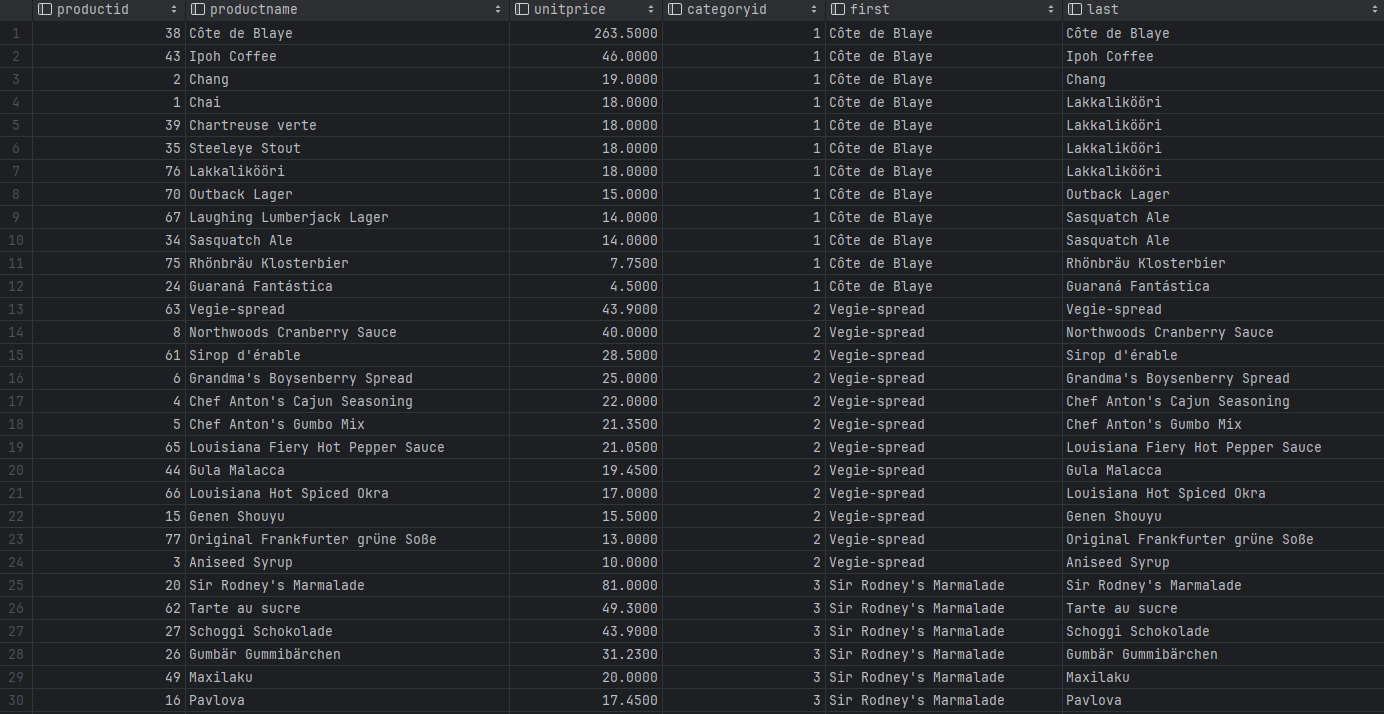 productid productname unitprice categoryid first last
1 38 Côte de Blaye 263.5000 1 Côte de Blaye Côte de Blaye
2 43 Ipoh Coffee 46.0000 1 Côte de Blaye Ipoh Coffee
3 2 Chang 19.0000 1 Côte de Blaye Chang
4 1 Chai 18.0000 1 Côte de Blaye Lakkalikööri
5 39 Chartreuse verte 18.0000 1 Côte de Blaye Lakkalikööri
6 35 Steeleye Stout 18.0000 1 Côte de Blaye Lakkalikööri
7 76 Lakkalikööri 18.0000 1 Côte de Blaye Lakkalikööri
8 70 Outback Lager 15.0000 1 Côte de Blaye Outback Lager
9 67 Laughing Lumberjack Lager 14.0000 1 Côte de Blaye Sasquatch Ale
10 34 Sasquatch Ale 14.0000 1 Côte de Blaye Sasquatch Ale
11 75 Rhönbräu Klosterbier 7.7500 1 Côte de Blaye Rhönbräu Klosterbier
12 24 Guaraná Fantástica 4.5000 1 Côte de Blaye Guaraná Fantástica
13 63 Vegie-spread 43.9000 2 Vegie-spread Vegie-spread
14 8 Northwoods Cranberry Sauce 40.0000 2 Vegie-spread Northwoods Cranberry Sauce
15 61 Sirop d'érable 28.5000 2 Vegie-spread Sirop d'érable
16 6 Grandma's Boysenberry Spread 25.0000 2 Vegie-spread Grandma's Boysenberry Spread
17 4 Chef Anton's Cajun Seasoning 22.0000 2 Vegie-spread Chef Anton's Cajun Seasoning
18 5 Chef Anton's Gumbo Mix 21.3500 2 Vegie-spread Chef Anton's Gumbo Mix
19 65 Louisiana Fiery Hot Pepper Sauce 21.0500 2 Vegie-spread Louisiana Fiery Hot Pepper Sauce
20 44 Gula Malacca 19.4500 2 Vegie-spread Gula Malacca
21 66 Louisiana Hot Spiced Okra 17.0000 2 Vegie-spread Louisiana Hot Spiced Okra
22 15 Genen Shouyu 15.5000 2 Vegie-spread Genen Shouyu
23 77 Original Frankfurter grüne Soße 13.0000 2 Vegie-spread Original Frankfurter grüne Soße
24 3 Aniseed Syrup 10.0000 2 Vegie-spread Aniseed Syrup
25 20 Sir Rodney's Marmalade 81.0000 3 Sir Rodney's Marmalade Sir Rodney's Marmalade
26 62 Tarte au sucre 49.3000 3 Sir Rodney's Marmalade Tarte au sucre
27 27 Schoggi Schokolade 43.9000 3 Sir Rodney's Marmalade Schoggi Schokolade
28 26 Gumbär Gummibärchen 31.2300 3 Sir Rodney's Marmalade Gumbär Gummibärchen
29 49 Maxilaku 20.0000 3 Sir Rodney's Marmalade Maxilaku
30 16 Pavlova 17.4500 3 Sir Rodney's Marmalade Pavlova